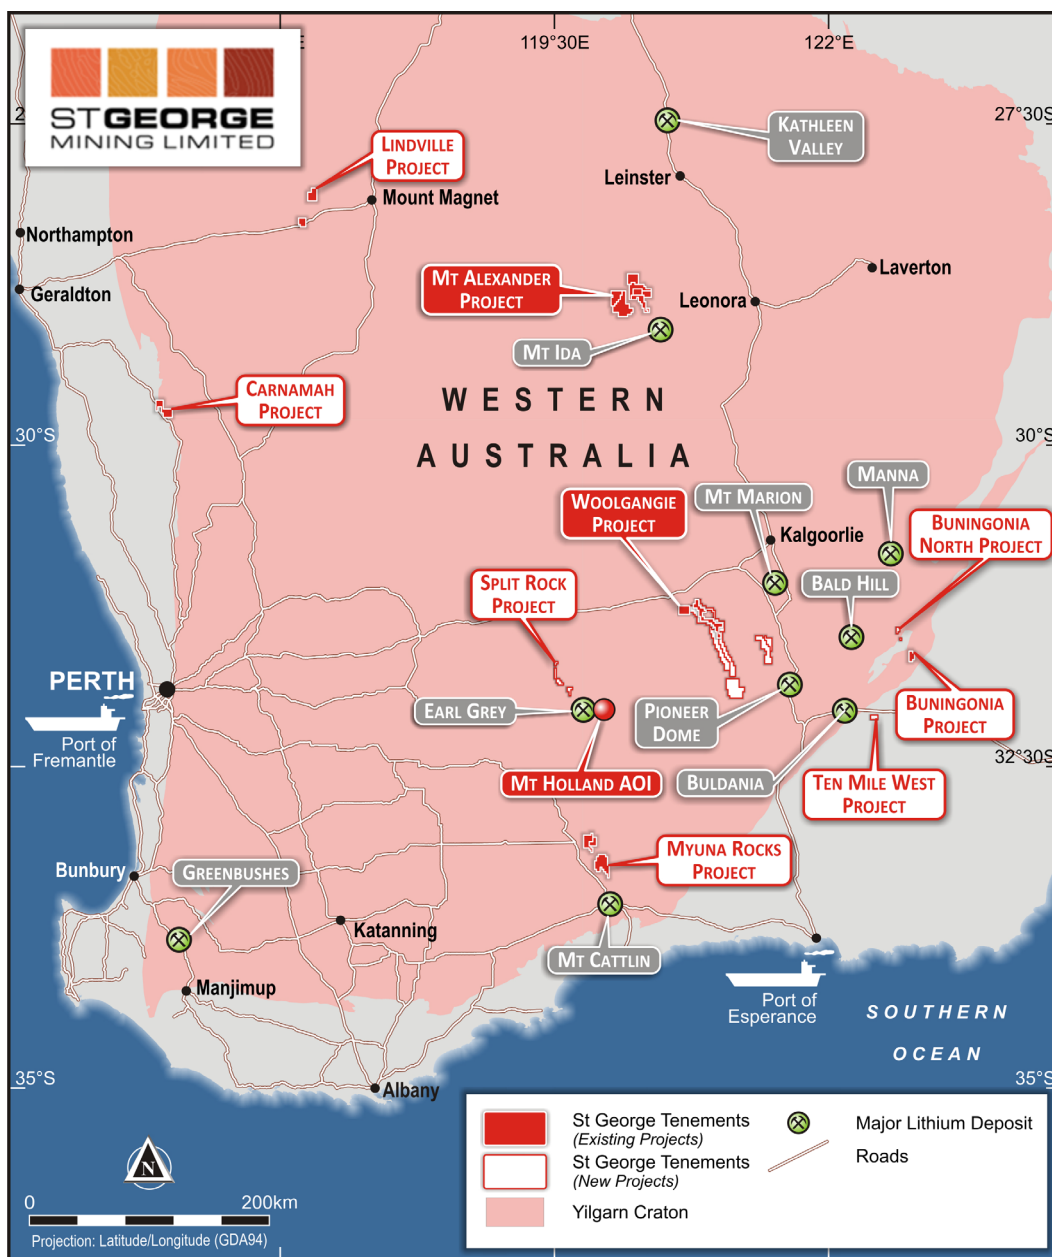 E
119°30E
122°E
STGEORGE
MINING LIMITED
2
27°30S
KATHLEEN
VALLEY
LINDVILLE
PROJECT
Leinster
Mount Magnet
Northampton
Laverton
MT ALEXANDER
PROJECT
Geraldton
Leonora
MT IDA
CARNAMAH
PROJECT
WESTERN
AUSTRALIA
30°S
30°S
MANNA
WOOLGANGIE
PROJECT
MT MARION
Kalgoorlie
BUNINGONIA
NORTH PROJECT
SPLIT ROCK
PROJECT
BALD HILL
PERTH
Port of
Fremantle
EARL GREY
PIONEER
DOME
BUNINGONIA
PROJECT
32°30S
MT HOLLAND AOI
BULDANIA
TEN MILE WEST
PROJECT
MYUNA ROCKS
PROJECT
Bunbury
GREENBUSHES
Katanning
MT CATTLIN
Manjimup
Port of
Esperance
SOUTHERN
OCEAN
35°S
35°S
Albany
St George Tenements
(Existing Projects)
Major Lithium Deposit
St George Tenements
(New Projects)
Roads
Yilgarn Craton
N
0 200km
Projection: Latitude/Longitude (GDA94)